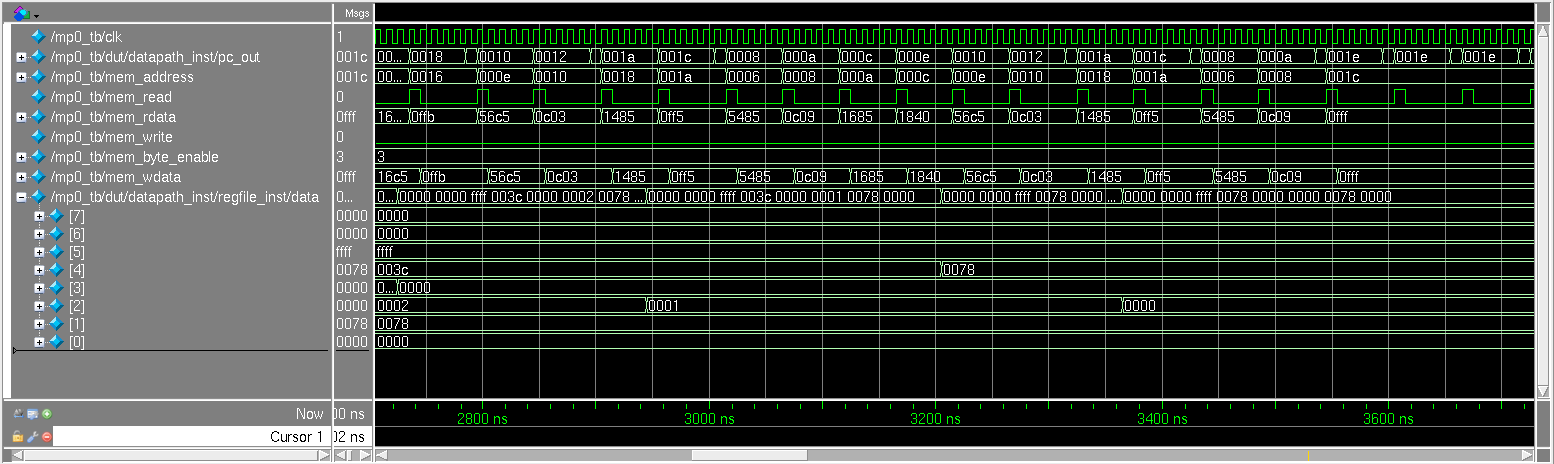 Msgs
/mp0_tb/clk 1
/mp0_tb/dut/datapath_inst/pc_out 001c 00... 0018 0010 0012 001a 001c 0008 000a 000c 000e 0010 0012 001a 001c 0008 000a 001e 001e 001e
/mp0_tb/mem_address 001c 00... 0016 000e 0010 0018 001a 0006 0008 000a 000c 000e 0010 0018 001a 0006 0008 001c
/mp0_tb/mem_read 0
/mp0_tb/mem_rdata 0fff 16... 0ffb 56c5 0c03 1485 0ff5 5485 0c09 1685 1840 56c5 0c03 1485 0ff5 5485 0c09 0fff
/mp0_tb/mem_write 0
/mp0_tb/mem_byte_enable 3 3
/mp0_tb/mem_wdata 0fff 16c5 0ffb 56c5 0c03 1485 0ff5 5485 0c09 1685 1840 56c5 0c03 1485 0ff5 5485 0c09 0fff
/mp0_tb/dut/datapath_inst/regfile_inst/data 0... 0... 0000 0000 ffff 003c 0000 0002 0078 ... 0000 0000 ffff 003c 0000 0001 0078 0000 0000 0000 ffff 0078 0000 ... 0000 0000 ffff 0078 0000 0000 0078 0000
[7] 0000 0000
[6] 0000 0000
[5] ffff ffff
[4] 0078 003c 0078
[3] 0000 0... 0000
[2] 0000 0002 0001 0000
[1] 0078 0078
[0] 0000 0000
Now 00 ns 2800 ns 3000 ns 3200 ns 3400 ns 3600 ns
Cursor 1 02 ns